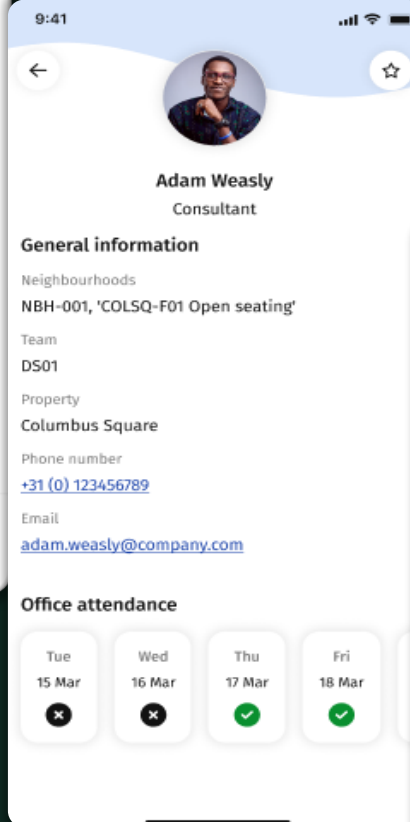 9:41
Adam Weasly
Consultant
General information
Neighbourhoods
NBH-001, 'COLSQ-F01 Open seating'
Team
DS01
Property
Columbus Square
Phone number
+31 (0) 123456789
Email
adam.weasly@company.com
Office attendance
Tue Wed Thu Fri
15 Mar 16 Mar 17 Mar 18 Mar